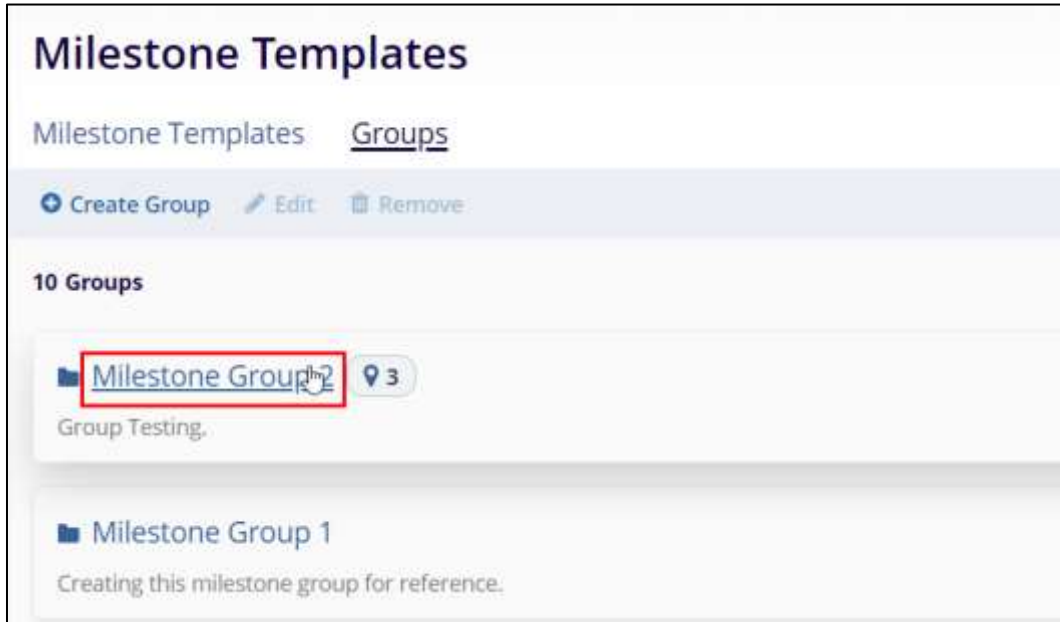 Milestone Templates
Milestone Templates Groups
Create Group Edit Remove
10 Groups
Milestone Group 2 3
Group Testing.
Milestone Group 1
Creating this milestone group for reference.